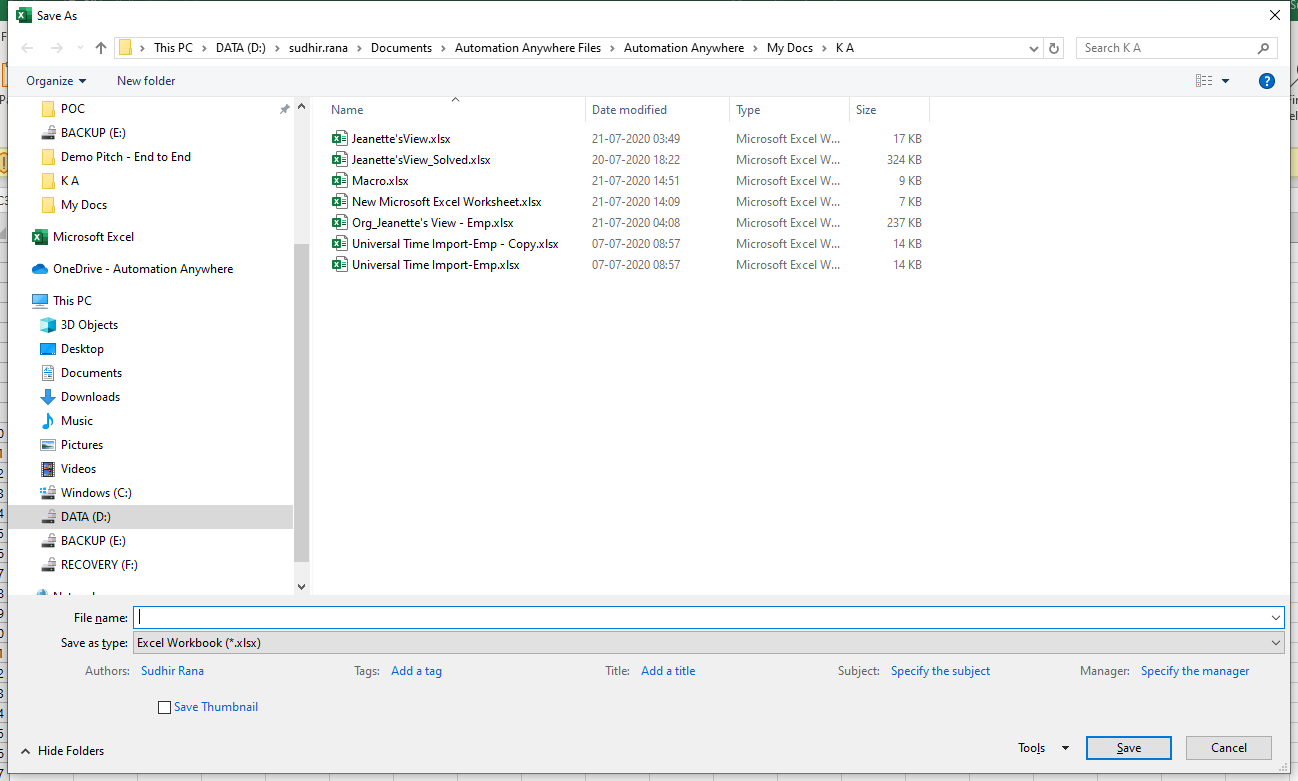 Save As
This PC > DATA (D:) > sudhir.rana > Documents > Automation Anywhere Files > Automation Anywhere > My Docs > K A
Search K A
Organize New folder
POC
BACKUP (E:)
Demo Pitch - End to End
K A
My Docs
Microsoft Excel
OneDrive - Automation Anywhere
This PC
3D Objects
Desktop
Documents
Downloads
Music
Pictures
Videos
Windows (C:)
DATA (D:)
BACKUP (E:)
RECOVERY (F:)
Name Date modified Type Size
Jeanette'sView.xlsx 21-07-2020 03:49 Microsoft Excel W... 17 KB
Jeanette'sView_Solved.xlsx 20-07-2020 18:22 Microsoft Excel W... 324 KB
Macro.xlsx 21-07-2020 14:51 Microsoft Excel W... 9 KB
New Microsoft Excel Worksheet.xlsx 21-07-2020 14:09 Microsoft Excel W... 7 KB
Org_Jeanette's View - Emp.xlsx 21-07-2020 04:08 Microsoft Excel W... 237 KB
Universal Time Import-Emp - Copy.xlsx 07-07-2020 08:57 Microsoft Excel W... 14 KB
Universal Time Import-Emp.xlsx 07-07-2020 08:57 Microsoft Excel W... 14 KB
File name:
Save as type: Excel Workbook (*.xlsx)
Authors: Sudhir Rana Tags: Add a tag Title: Add a title Subject: Specify the subject Manager: Specify the manager
Save Thumbnail
Hide Folders Tools Save Cancel